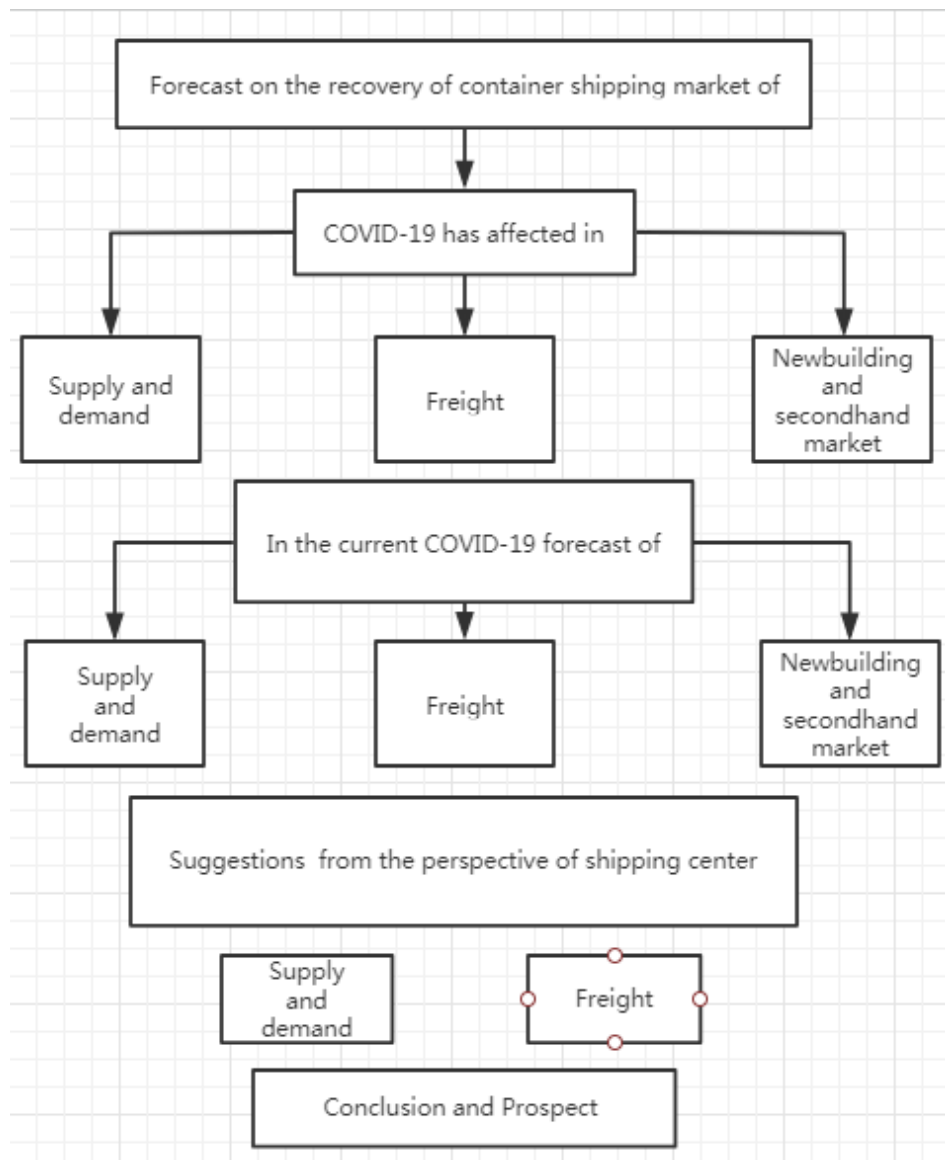 Forecast on the recovery of container shipping market of
COVID-19 has affected in
Supply and
demand
Freight
Newbuilding
and
secondhand
market
In the current COVID-19 forecast of
Supply
and
demand
Freight
Newbuilding
and
secondhand
market
Suggestions  from the perspective of shipping center
Supply
and
demand
Freight
Conclusion and Prospect